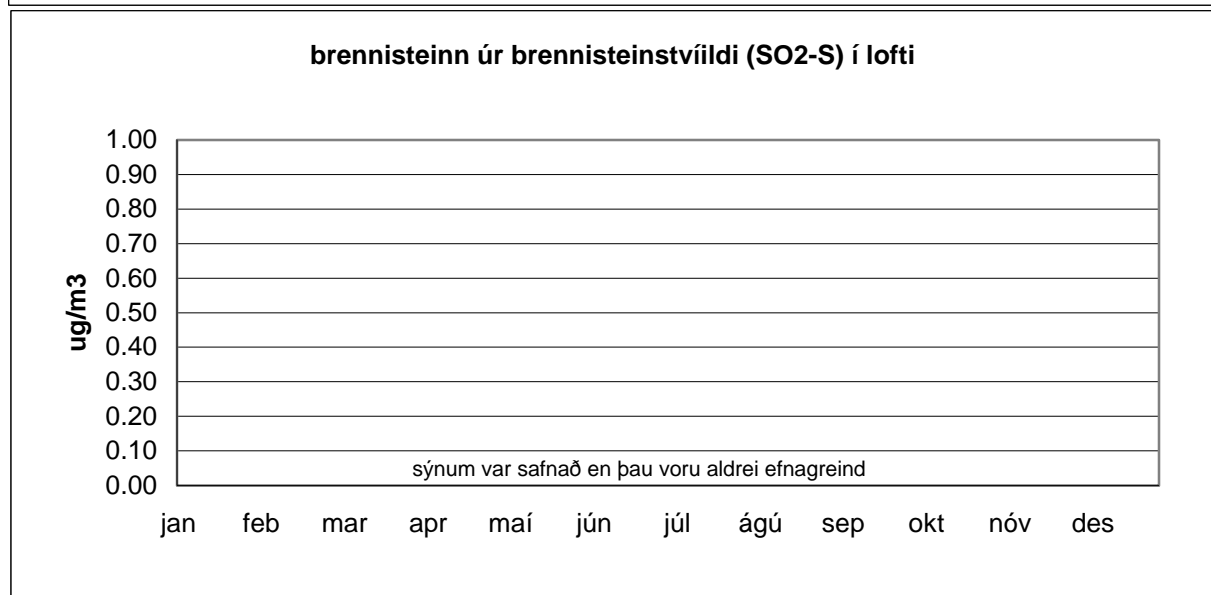 brennisteinn úr brennisteinstvíildi (SO2-S) í lofti
1.00
0.90
0.80
0.70
0.60
0.50
0.40
0.30
0.20
0.10
0.00
ug/m3
sýnum var safnað en þau voru aldrei efnagreind
jan feb mar apr maí jún júl ágú sep okt nóv des